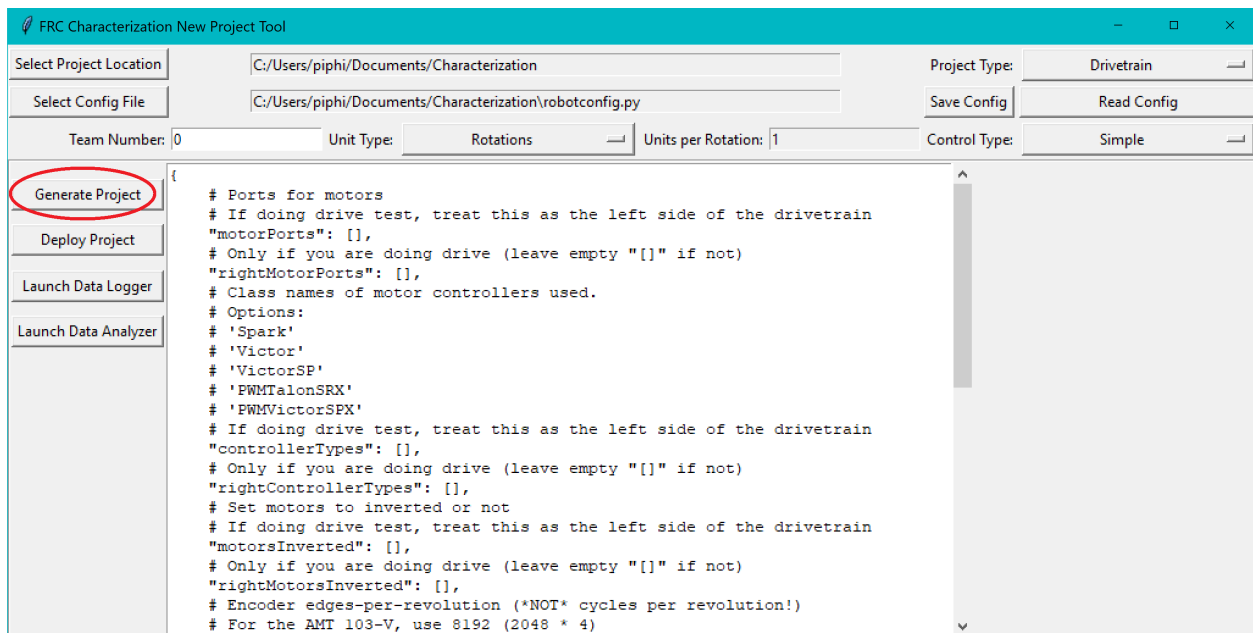 FRC Characterization New Project Tool
Select Project Location C:/Users/piphi/Documents/Characterization Project Type: Drivetrain
Select Config File C:/Users/piphi/Documents/Characterization\robotconfig.py Save Config Read Config
Team Number: 0 Unit Type: Rotations Units per Rotation: 1 Control Type: Simple
Generate Project
Deploy Project
Launch Data Logger
Launch Data Analyzer
{
# Ports for motors
# If doing drive test, treat this as the left side of the drivetrain
"motorPorts": [],
# Only if you are doing drive (leave empty "[]" if not)
"rightMotorPorts": [],
# Class names of motor controllers used.
# Options:
# 'Spark'
# 'Victor'
# 'VictorSP'
# 'PWMTalonSRX'
# 'PWMVictorSPX'
# If doing drive test, treat this as the left side of the drivetrain
"controllerTypes": [],
# Only if you are doing drive (leave empty "[]" if not)
"rightControllerTypes": [],
# Set motors to inverted or not
# If doing drive test, treat this as the left side of the drivetrain
"motorsInverted": [],
# Only if you are doing drive (leave empty "[]" if not)
"rightMotorsInverted": [],
# Encoder edges-per-revolution (*NOT* cycles per revolution!)
# For the AMT 103-V, use 8192 (2048 * 4)